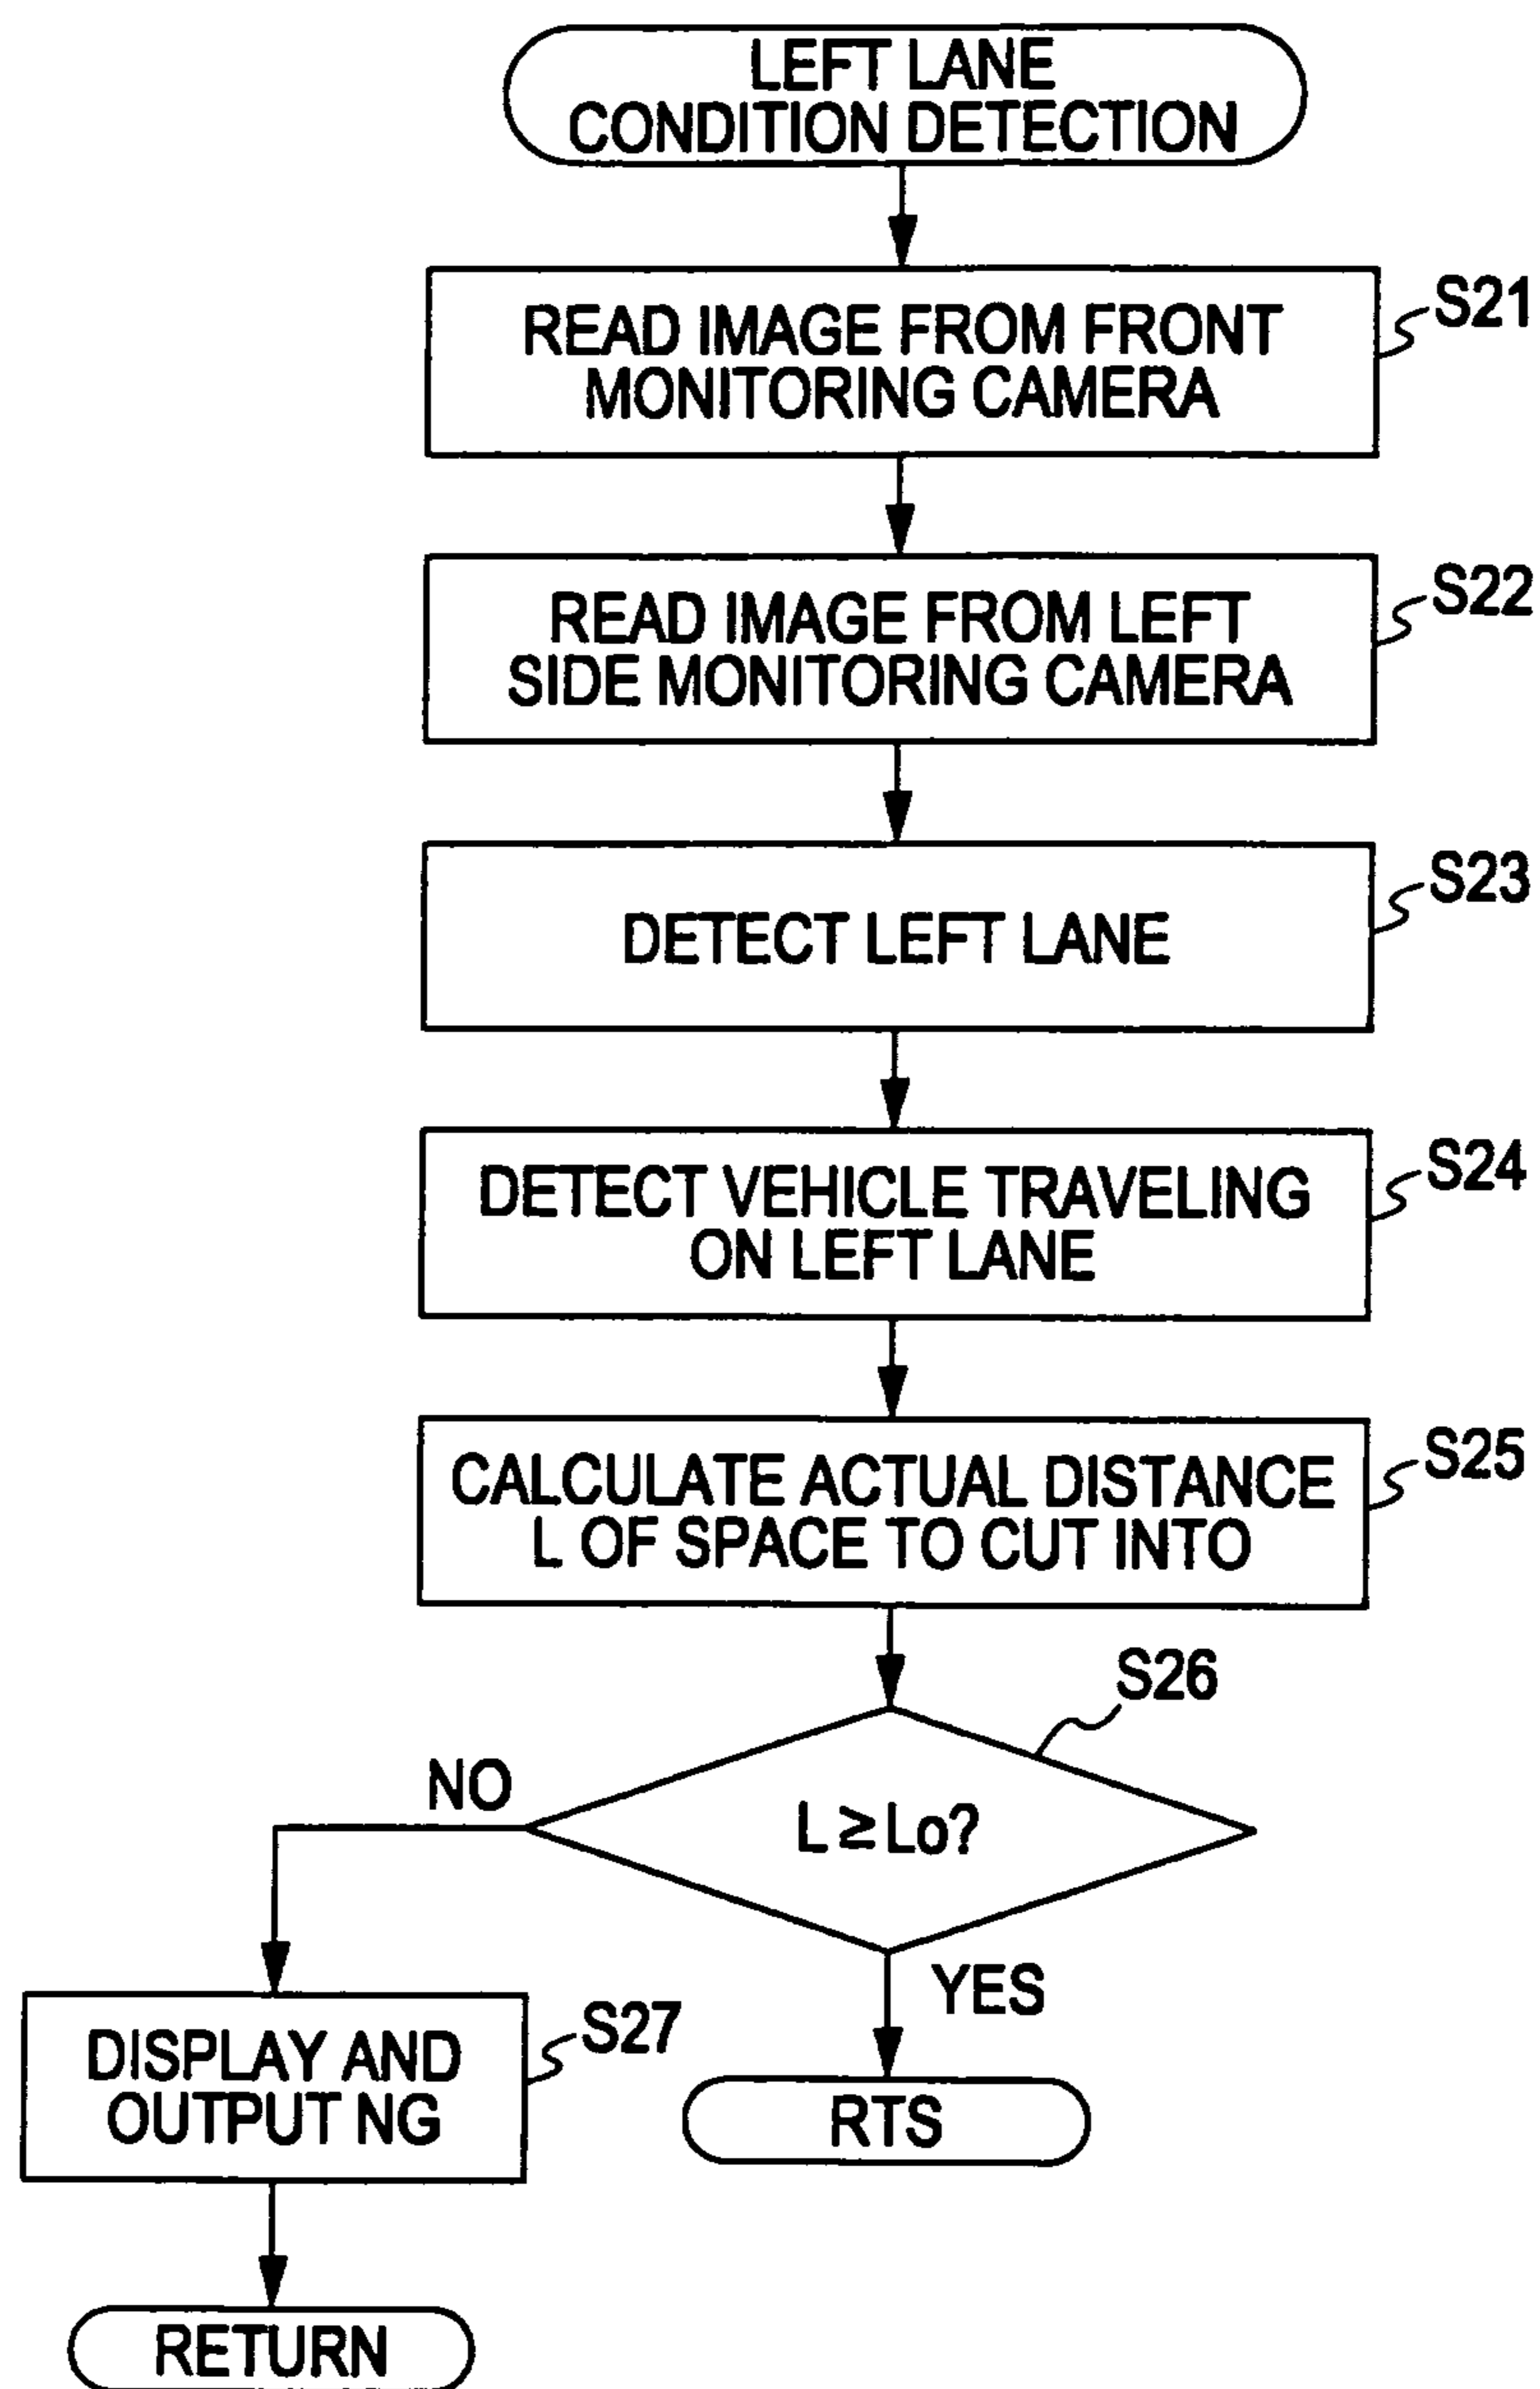 LEFT LANE
CONDITION DETECTION
READ IMAGE FROM FRONT
MONITORING CAMERA
S21
READ IMAGE FROM LEFT
SIDE MONITORING CAMERA
S22
DETECT LEFT LANE
S23
DETECT VEHICLE TRAVELING
ON LEFT LANE
S24
CALCULATE ACTUAL DISTANCE
L OF SPACE TO CUT INTO
S25
S26
L ≥ Lo?
NO
YES
DISPLAY AND
OUTPUT NG
S27
RTS
RETURN